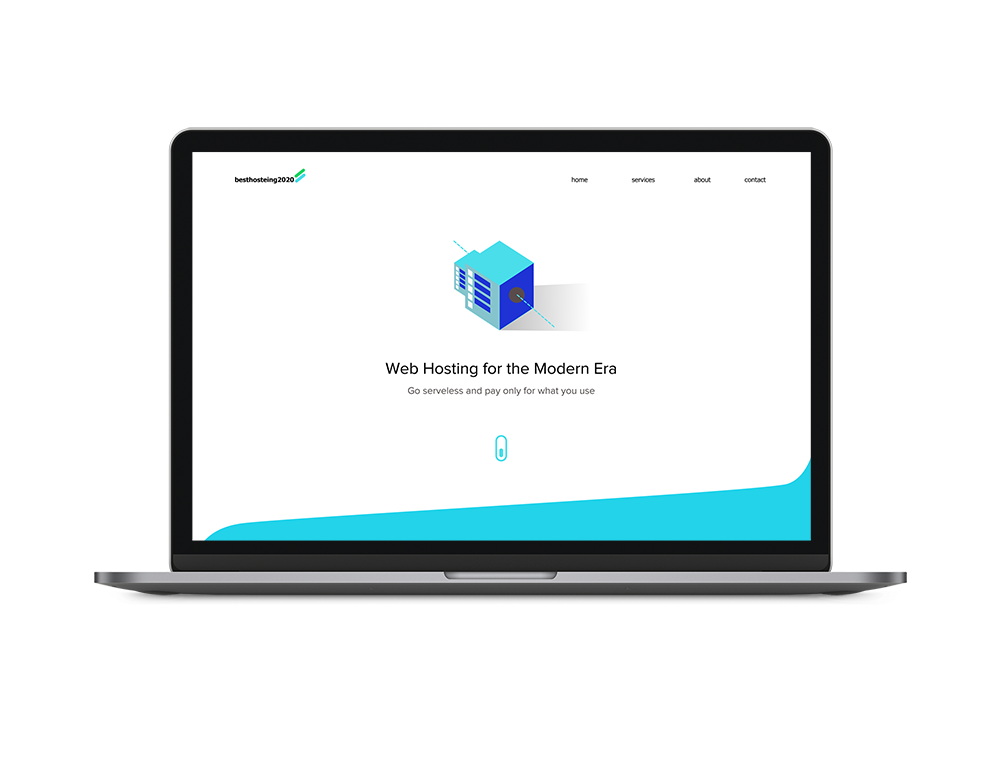 besthosteing2020
home services about contact
Web Hosting for the Modern Era
Go serveless and pay only for what you use